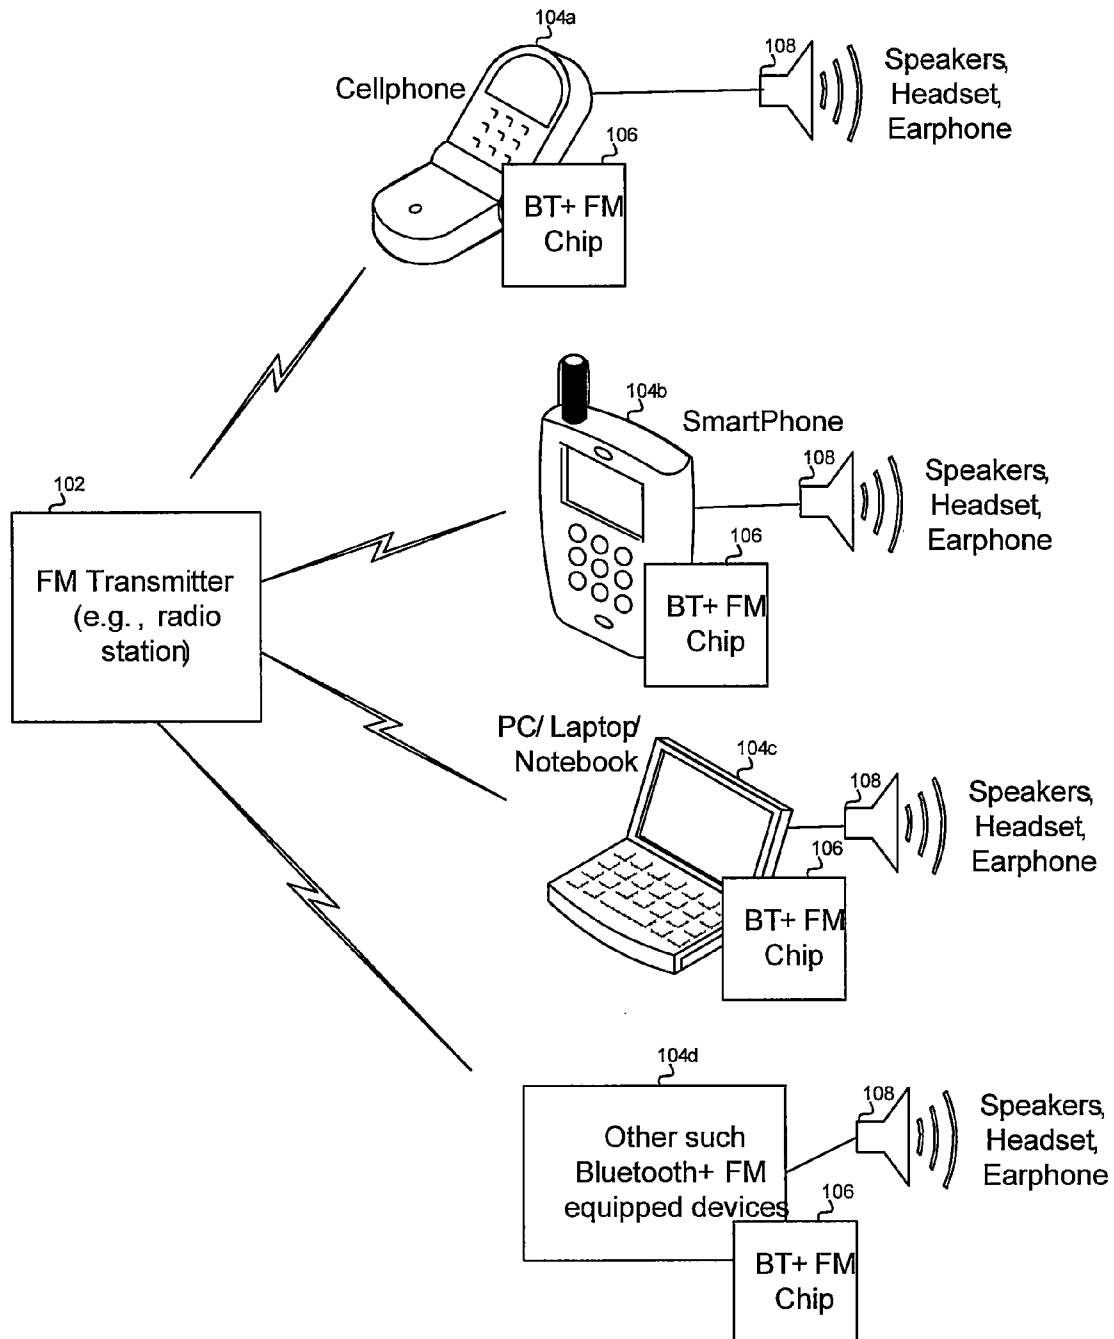 104a
Cellphone
108
Speakers,
Headset,
Earphone
106
BT+ FM
Chip
104b
SmartPhone
108
Speakers,
Headset,
Earphone
102
FM Transmitter
(e.g. , radio
station)
106
BT+ FM
Chip
PC/ Laptop/
Notebook
104c
108
Speakers,
Headset,
Earphone
106
BT+ FM
Chip
104d
Other such
Bluetooth+ FM
equipped devices
108
Speakers,
Headset,
Earphone
106
BT+ FM
Chip